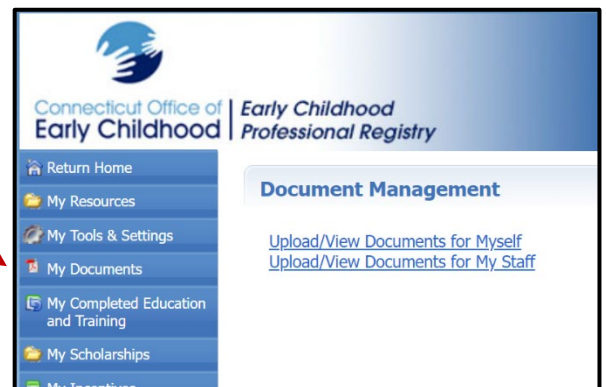 Connecticut Office of
Early Childhood
Early Childhood
Professional Registry
Return Home
My Resources
My Tools & Settings
My Documents
My Completed Education
and Training
My Scholarships
My Incentives
Document Management
Upload/View Documents for Myself
Upload/View Documents for My Staff